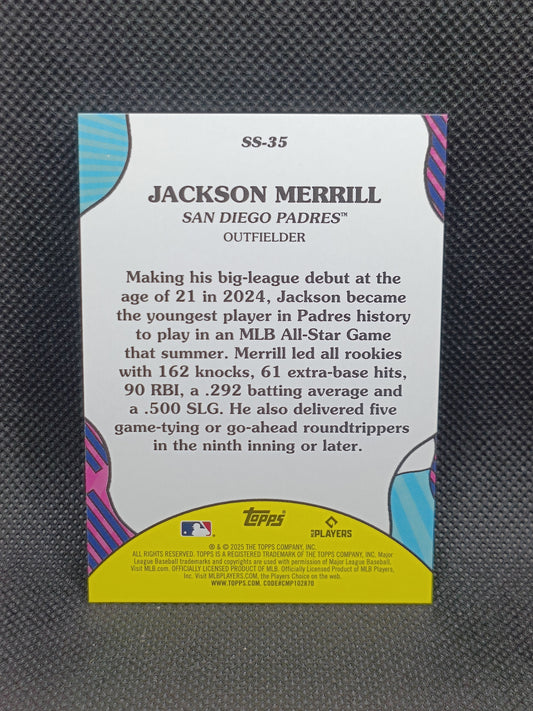 SS-35
JACKSON MERRILL
SAN DIEGO PADRES™
OUTFIELDER
Making his big-league debut at the
age of 21 in 2024, Jackson became
the youngest player in Padres history
to play in an MLB All-Star Game
that summer. Merrill led all rookies
with 162 knocks, 61 extra-base hits,
90 RBI, a .292 batting average and
a .500 SLG. He also delivered five
game-tying or go-ahead roundtrippers
in the ninth inning or later.
Topps
PLAYERS
® & © 2025 THE TOPPS COMPANY, INC.
ALL RIGHTS RESERVED. TOPPS IS A REGISTERED TRADEMARK OF THE TOPPS COMPANY, INC. Major
League Baseball trademarks and copyrights are used with permission of Major League Baseball.
Visit MLB.com. OFFICIALLY LICENSED PRODUCT OF MLB Players,
Inc. Visit MLBPLAYERS.COM, the Players Choice on the web.
WWW.TOPPS.COM. CODE#CMP102870